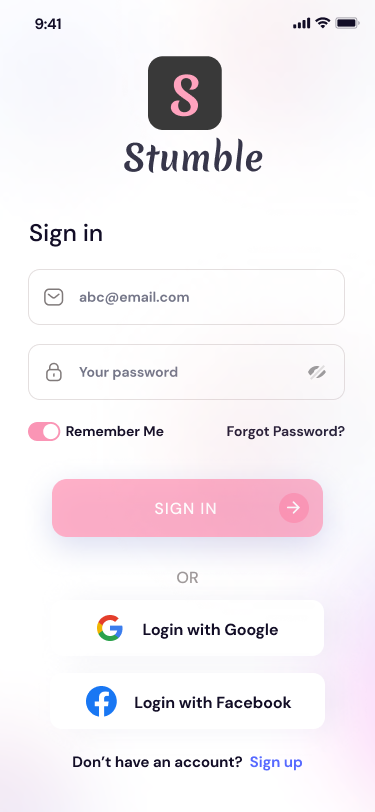 9:41
S
Stumble
Sign in
abc@email.com
Your password
Remember Me Forgot Password?
SIGN IN
OR
Login with Google
Login with Facebook
Don’t have an account? Sign up